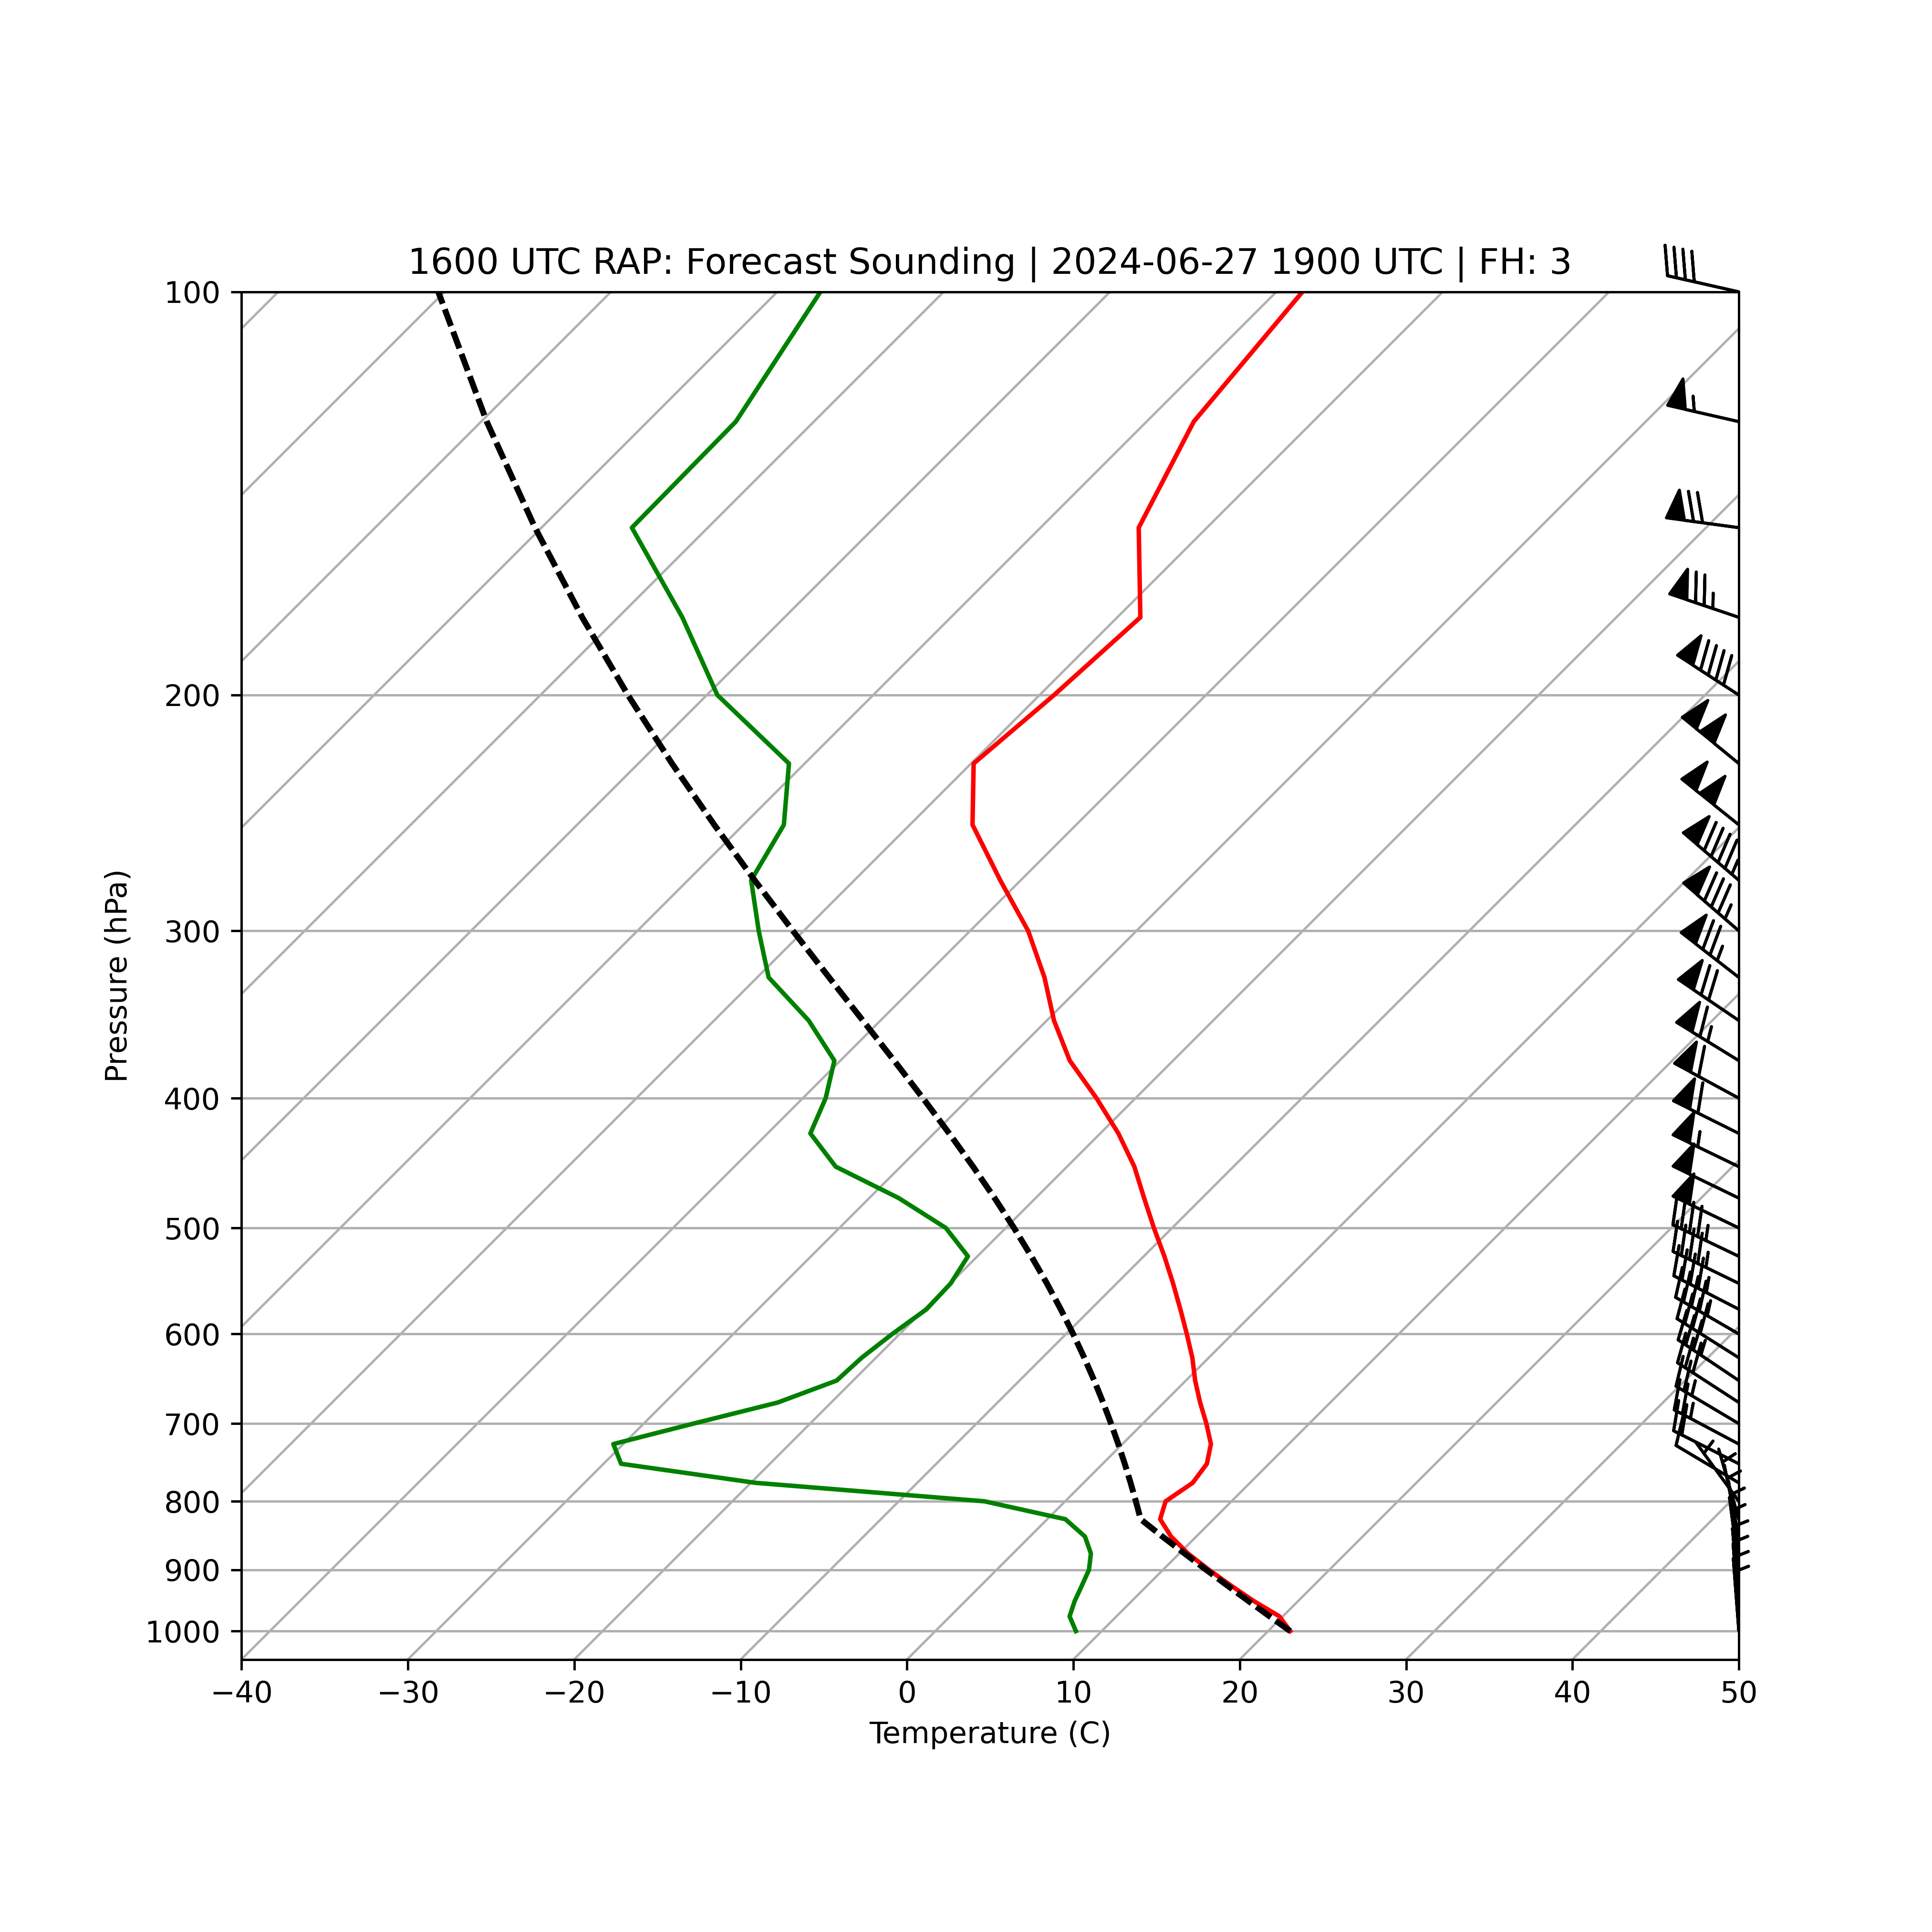 1600 UTC RAP: Forecast Sounding | 2024-06-27 1900 UTC | FH: 3
100
200
300
400
500
600
700
800
900
1000
Pressure (hPa)
−40 −30 −20 −10 0 10 20 30 40 50
Temperature (C)